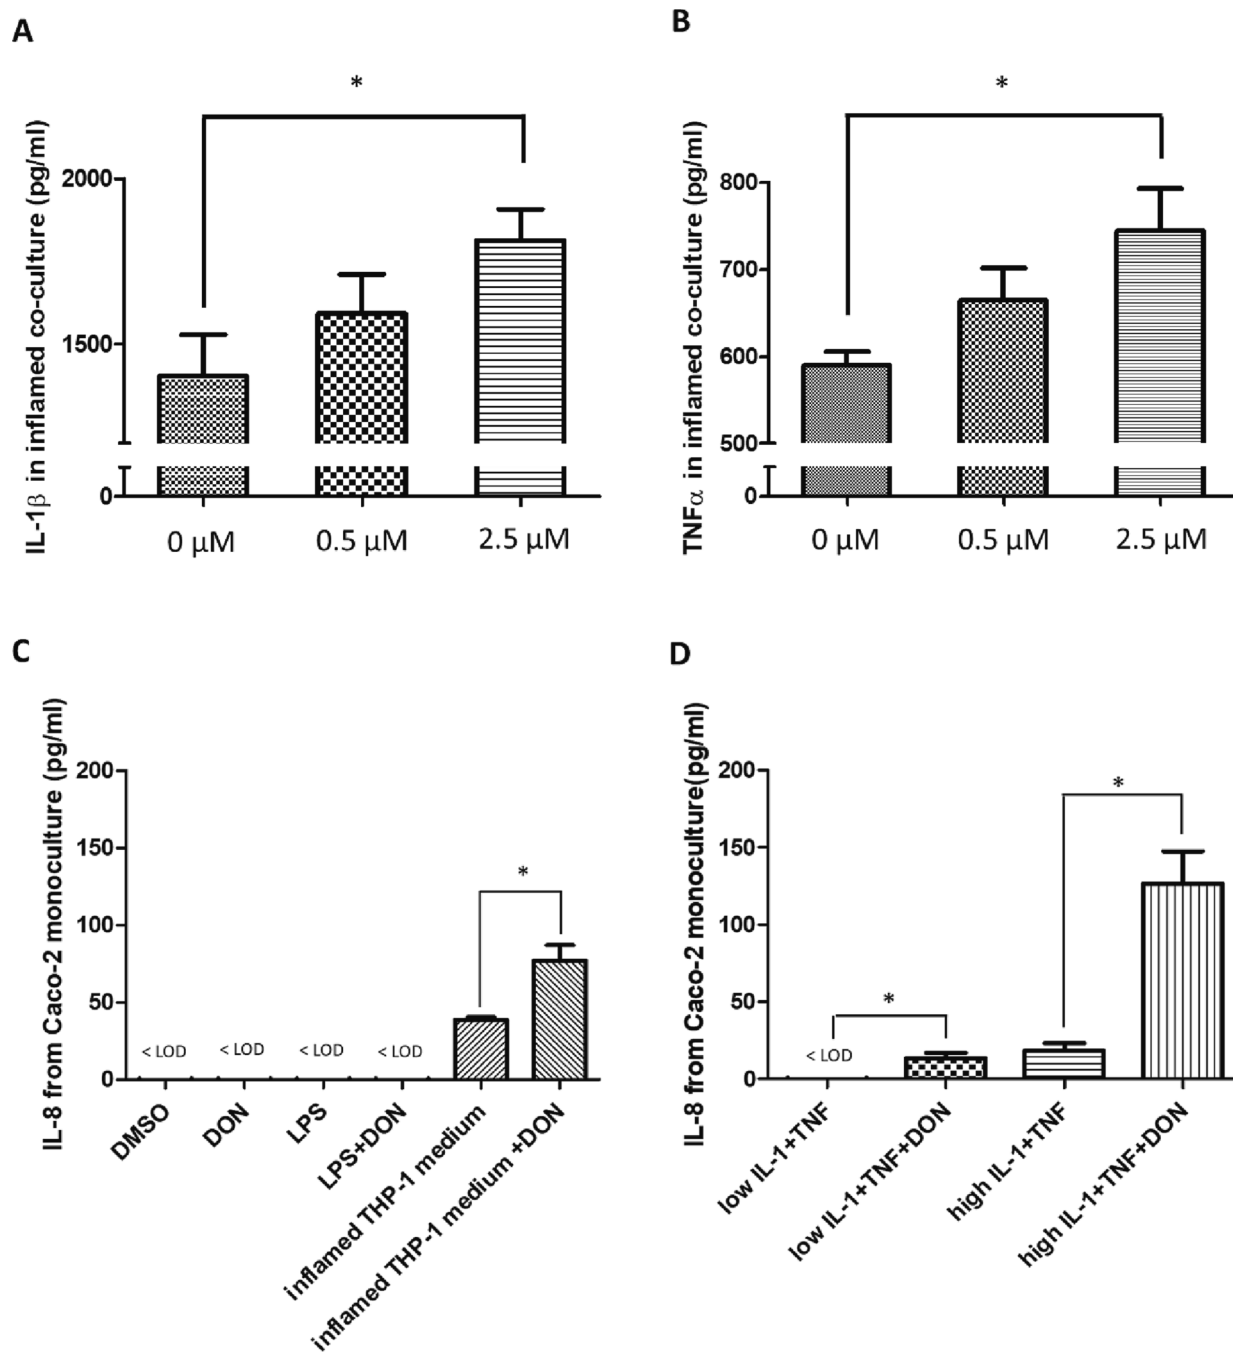 A
IL-1β in inflamed co-culture (pg/ml)
2000
1500
0
*
0 µM
0.5 µM
2.5 µM
B
TNFα in inflamed co-culture (pg/ml)
800
700
600
500
0
*
0 µM
0.5 µM
2.5 µM
C
IL-8 from Caco-2 monoculture (pg/ml)
200
150
100
50
0
*
< LOD
< LOD
< LOD
< LOD
DMSO
DON
LPS
LPS+DON
inflamed THP-1 medium
inflamed THP-1 medium +DON
D
IL-8 from Caco-2 monoculture(pg/ml)
200
150
100
50
0
*
*
< LOD
low IL-1+TNF
low IL-1+TNF+DON
high IL-1+TNF
high IL-1+TNF+DON